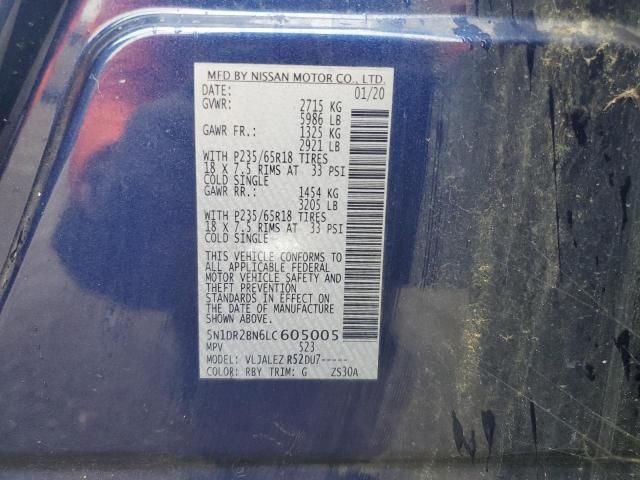 MFD BY NISSAN MOTOR CO., LTD.
DATE: 01/20
GVWR: 2715 KG
5986 LB
GAWR FR.: 1325 KG
2921 LB
WITH P235/65R18 TIRES
18 X 7.5 RIMS AT 33 PSI
COLD SINGLE
GAWR RR.: 1454 KG
3205 LB
WITH P235/65R18 TIRES
18 X 7.5 RIMS AT 33 PSI
COLD SINGLE
THIS VEHICLE CONFORMS TO
ALL APPLICABLE FEDERAL
MOTOR VEHICLE SAFETY AND
THEFT PREVENTION
STANDARDS IN EFFECT ON
THE DATE OF MANUFACTURE
SHOWN ABOVE.
5N1DR2BN6LC605005
MPV 523
MODEL: VLJALEZ R52DU7-----
COLOR: RBY TRIM: G ZS30A